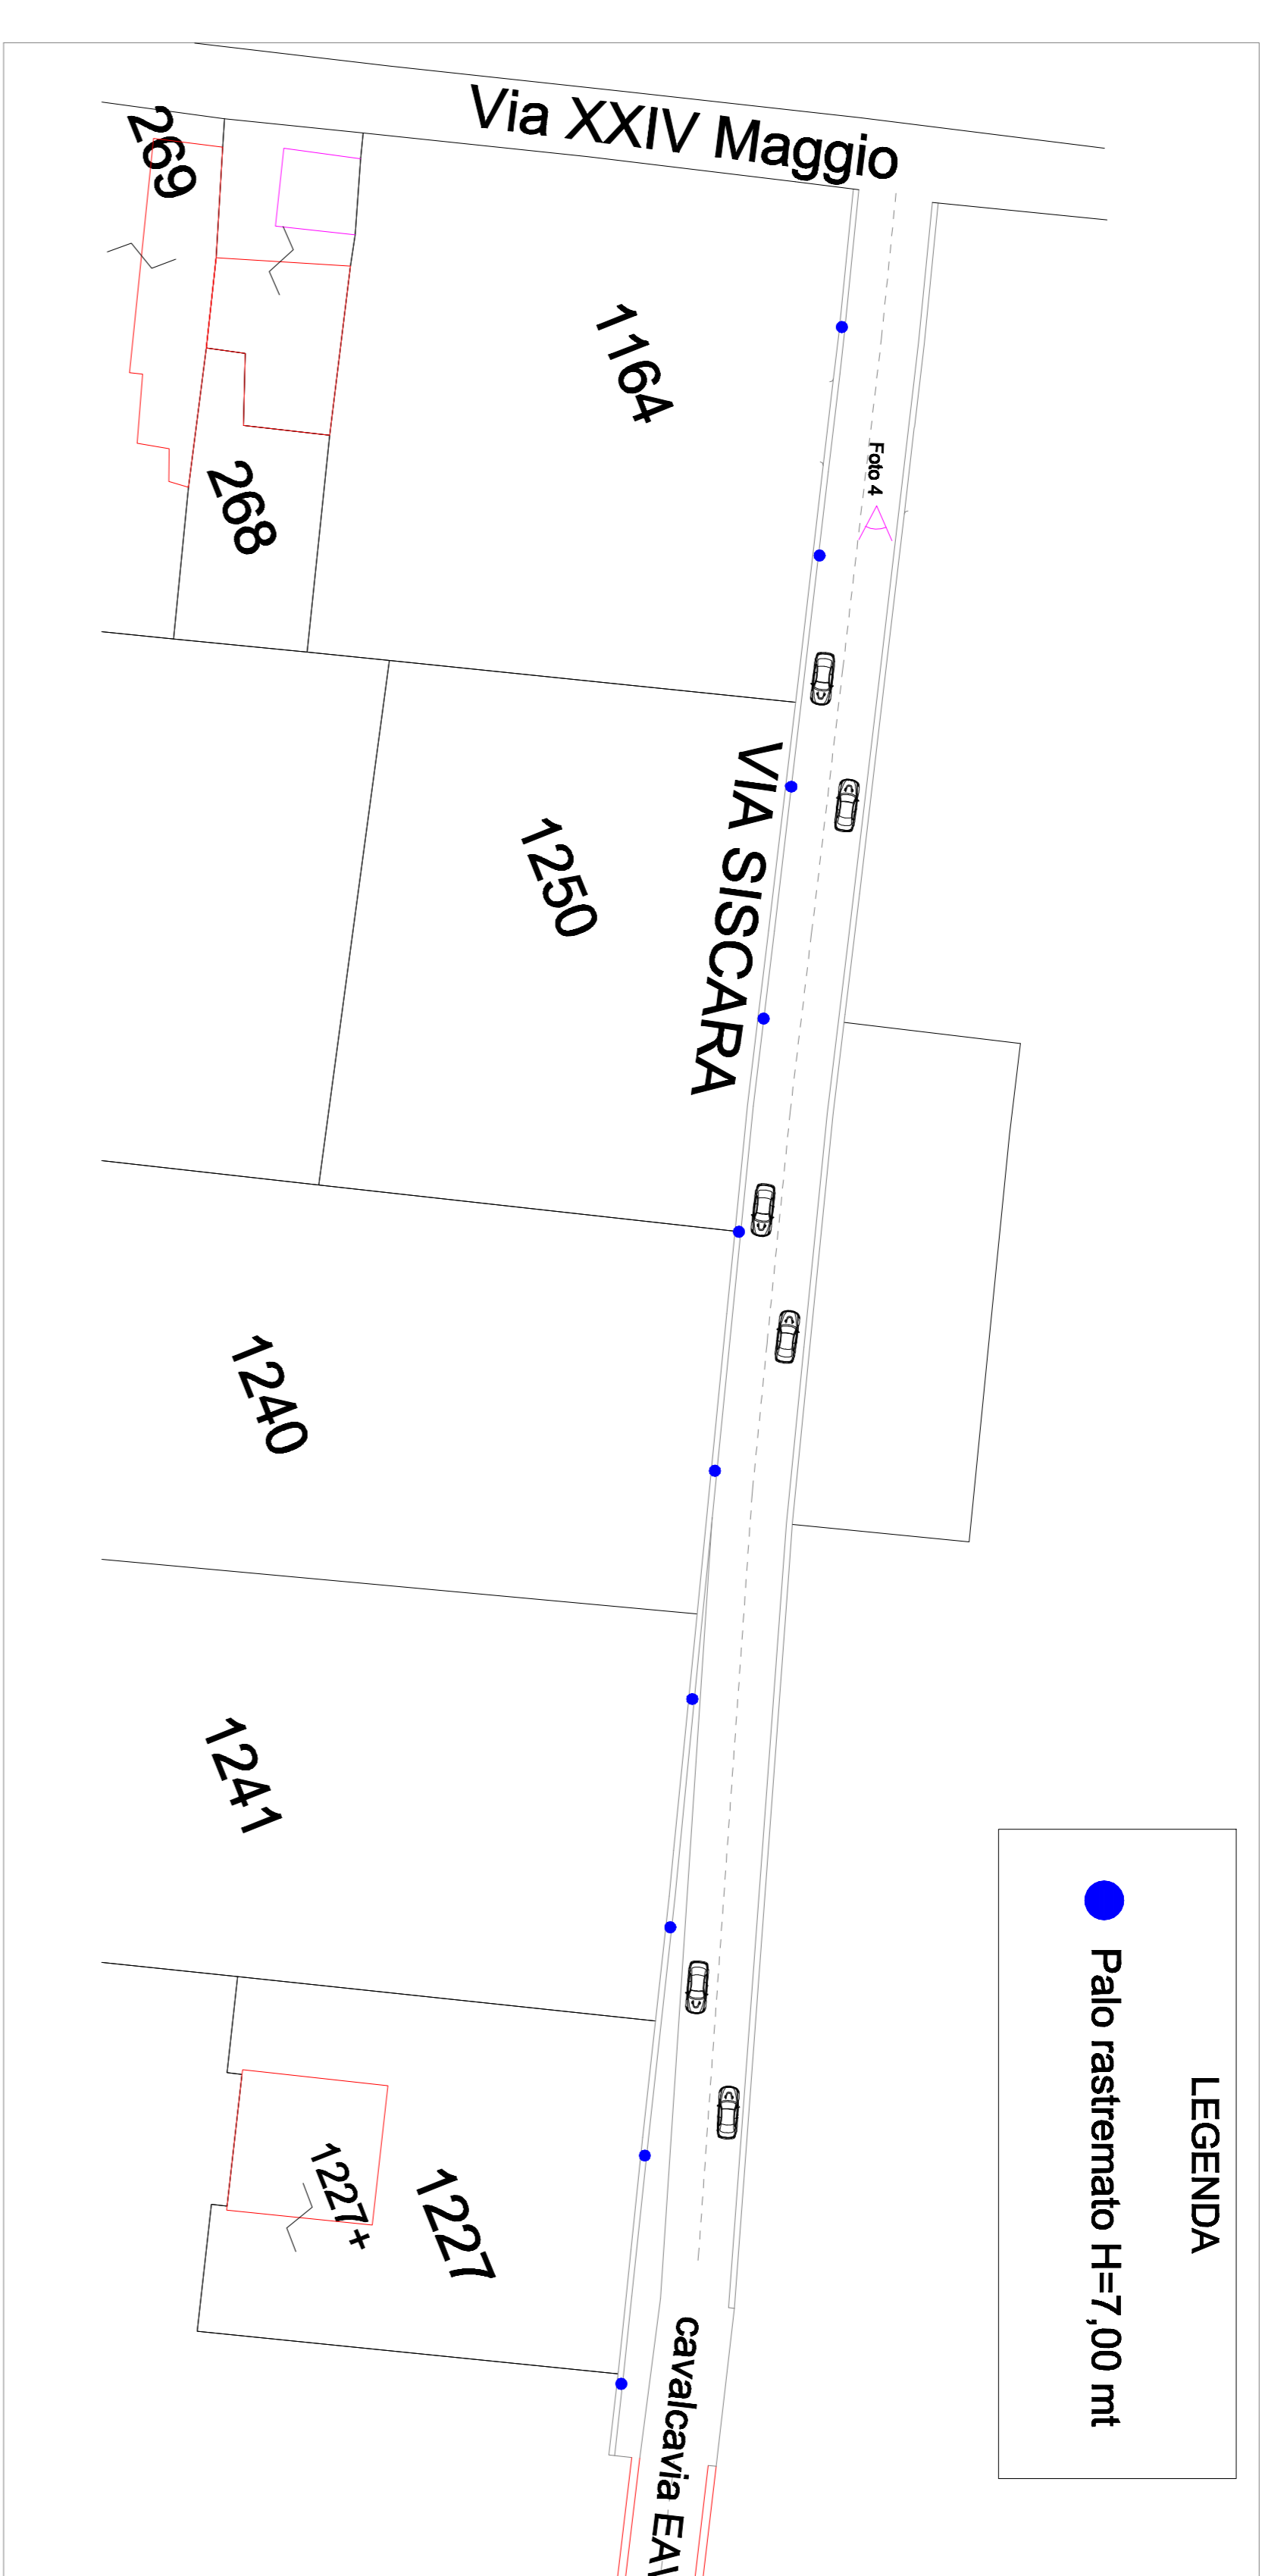 Via XXIV Maggio
269
268
1164
Foto 4
VIA SISCARA
1250
1240
1241
1227
1227+
LEGENDA
Palo rastremato H=7,00 mt
cavalcavia